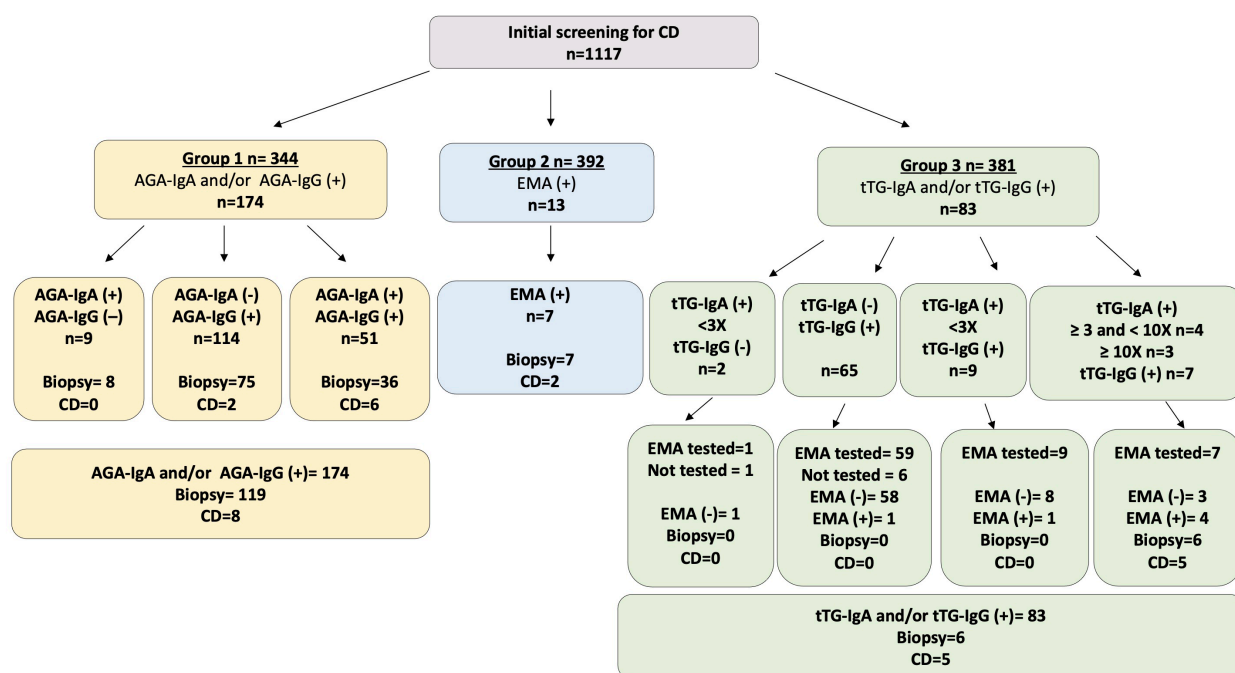 Initial screening for CD
n=1117
Group 1 n= 344
AGA-IgA and/or AGA-IgG (+)
n=174
Group 2 n= 392
EMA (+)
n=13
Group 3 n= 381
tTG-IgA and/or tTG-IgG (+)
n=83
AGA-IgA (+)
AGA-IgG (–)
n=9
Biopsy= 8
CD=0
AGA-IgA (-)
AGA-IgG (+)
n=114
Biopsy=75
CD=2
AGA-IgA (+)
AGA-IgG (+)
n=51
Biopsy=36
CD=6
EMA (+)
n=7
Biopsy=7
CD=2
tTG-IgA (+)
<3X
tTG-IgG (-)
n=2
tTG-IgA (-)
tTG-IgG (+)
n=65
tTG-IgA (+)
<3X
tTG-IgG (+)
n=9
tTG-IgA (+)
≥ 3 and < 10X n=4
≥ 10X n=3
tTG-IgG (+) n=7
AGA-IgA and/or AGA-IgG (+)= 174
Biopsy= 119
CD=8
EMA tested=1
Not tested = 1
EMA (-)= 1
Biopsy=0
CD=0
EMA tested= 59
Not tested = 6
EMA (-)= 58
EMA (+)= 1
Biopsy=0
CD=0
EMA tested=9
EMA (-)= 8
EMA (+)= 1
Biopsy=0
CD=0
EMA tested=7
EMA (-)= 3
EMA (+)= 4
Biopsy=6
CD=5
tTG-IgA and/or tTG-IgG (+)= 83
Biopsy=6
CD=5